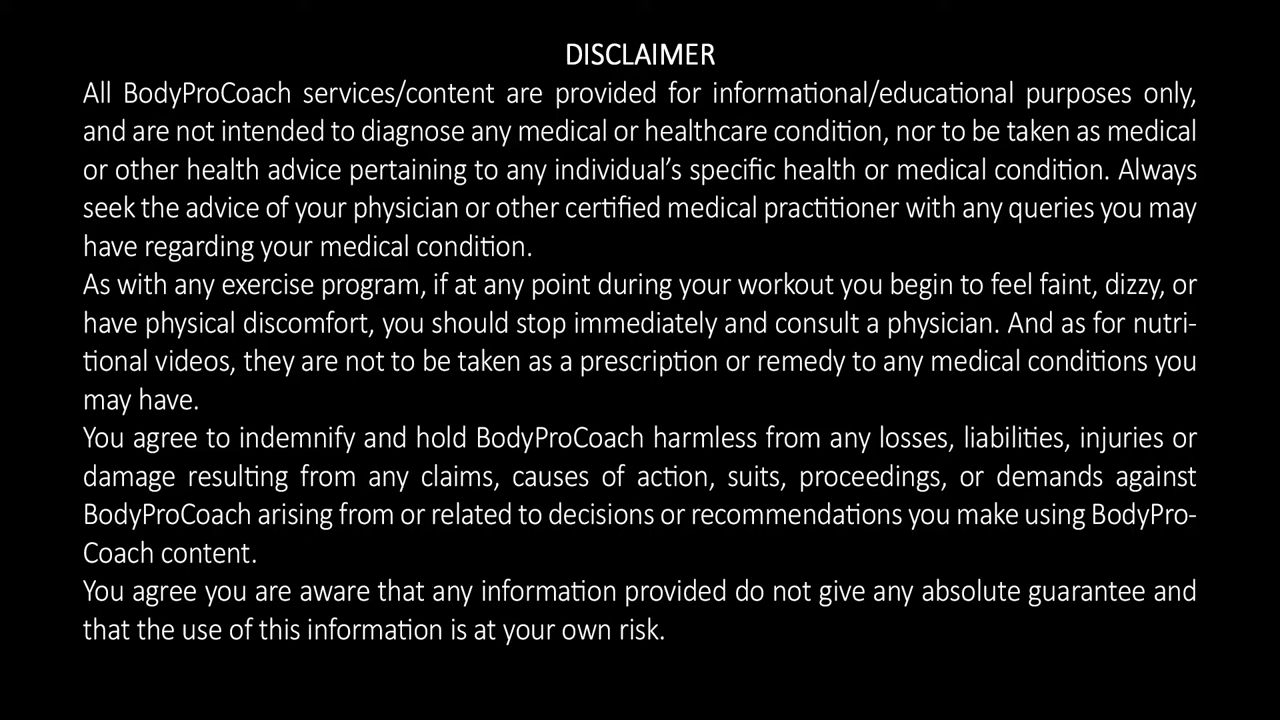 DISCLAIMER
All BodyProCoach services/content are provided for informational/educational purposes only,
and are not intended to diagnose any medical or healthcare condition, nor to be taken as medical
or other health advice pertaining to any individual’s specific health or medical condition. Always
seek the advice of your physician or other certified medical practitioner with any queries you may
have regarding your medical condition.
As with any exercise program, if at any point during your workout you begin to feel faint, dizzy, or
have physical discomfort, you should stop immediately and consult a physician. And as for nutri-
tional videos, they are not to be taken as a prescription or remedy to any medical conditions you
may have.
You agree to indemnify and hold BodyProCoach harmless from any losses, liabilities, injuries or
damage resulting from any claims, causes of action, suits, proceedings, or demands against
BodyProCoach arising from or related to decisions or recommendations you make using BodyPro-
Coach content.
You agree you are aware that any information provided do not give any absolute guarantee and
that the use of this information is at your own risk.